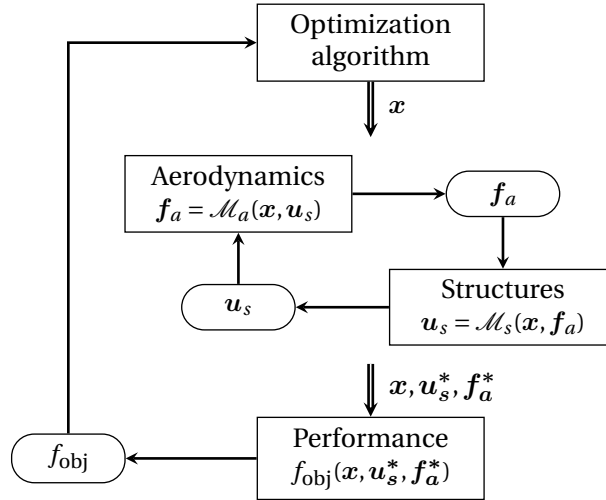 Optimization
algorithm
x
Aerodynamics
f_a = ℳ_a(x, u_s)
f_a
u_s
Structures
u_s = ℳ_s(x, f_a)
x, u_s^*, f_a^*
Performance
f_obj(x, u_s^*, f_a^*)
f_obj